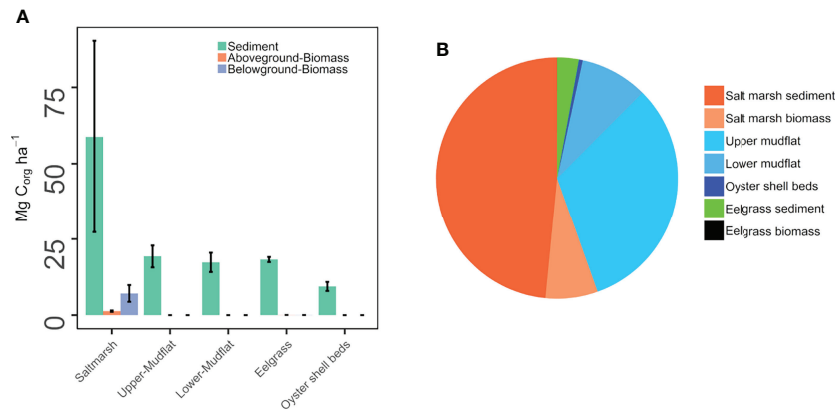 A
Sediment
Aboveground-Biomass
Belowground-Biomass
Mg Corg ha−1
75
50
25
0
Saltmarsh
Upper-Mudflat
Lower-Mudflat
Eelgrass
Oyster shell beds
B
Salt marsh sediment
Salt marsh biomass
Upper mudflat
Lower mudflat
Oyster shell beds
Eelgrass sediment
Eelgrass biomass